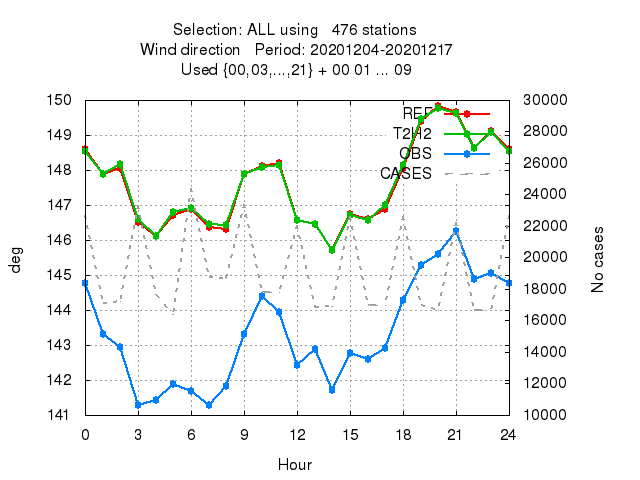 Selection: ALL using   476 stations
Wind direction   Period: 20201204-20201217
Used {00,03,...,21} + 00 01 ... 09
150
149
148
147
146
145
144
143
142
141
deg
30000
28000
26000
24000
22000
20000
18000
16000
14000
12000
10000
No cases
REF
T2H2
OBS
CASES
0 3 6 9 12 15 18 21 24
Hour